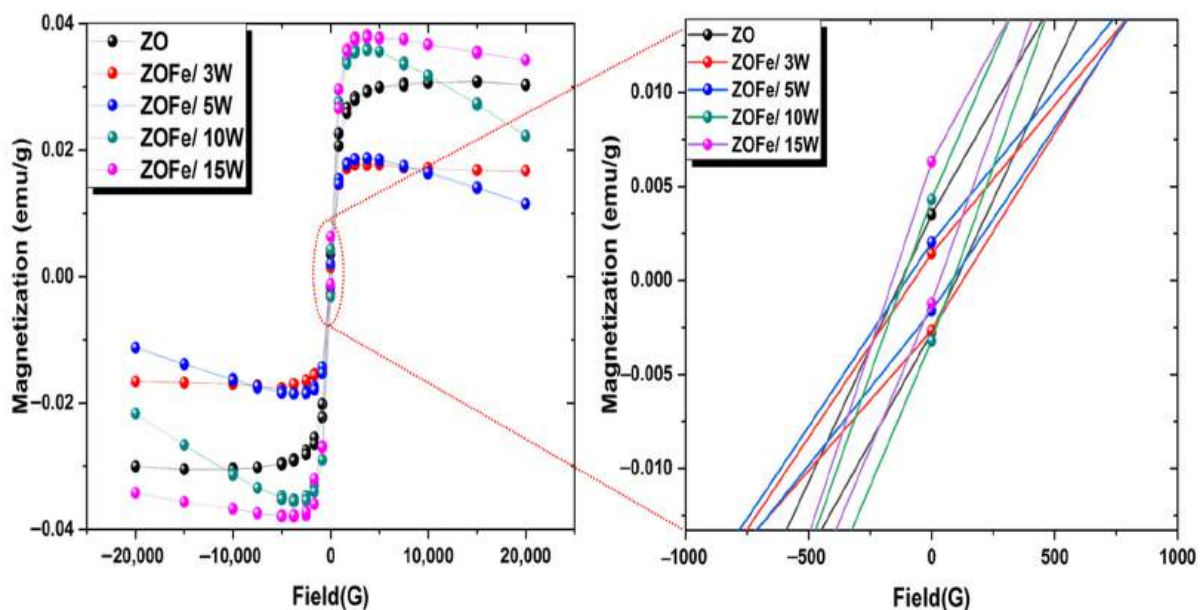 Magnetization (emu/g)
0.04
0.02
0.00
−0.02
−0.04
ZO
ZOFe/ 3W
ZOFe/ 5W
ZOFe/ 10W
ZOFe/ 15W
−20,000
−10,000
0
10,000
20,000
Field(G)
Magnetization (emu/g)
0.010
0.005
0.000
−0.005
−0.010
ZO
ZOFe/ 3W
ZOFe/ 5W
ZOFe/ 10W
ZOFe/ 15W
−1000
−500
0
500
1000
Field(G)